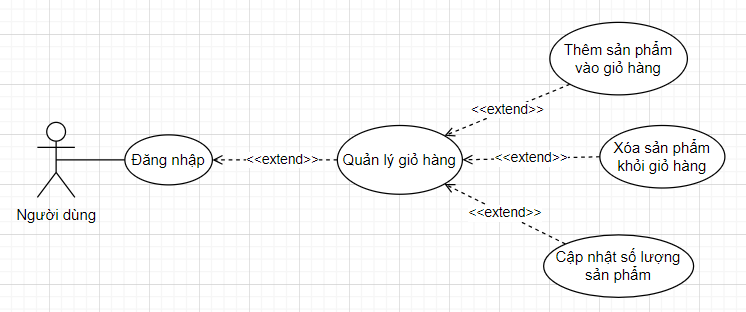 Thêm sản phẩm
vào giỏ hàng
<<extend>>
Đăng nhập
<<extend>>
Quản lý giỏ hàng
<<extend>>
Xóa sản phẩm
khỏi giỏ hàng
Người dùng
<<extend>>
Cập nhật số lượng
sản phẩm